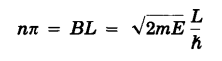 nπ = BL = √2mE L/ħ